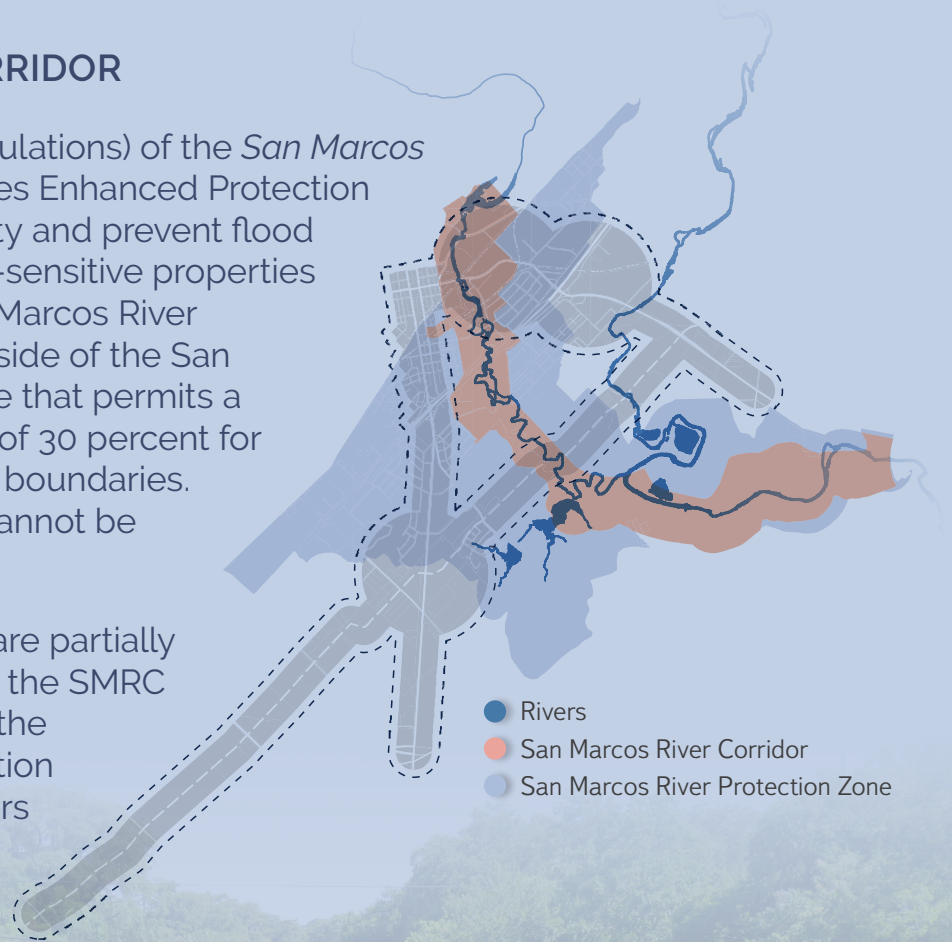 RRIDOR
ulations) of the San Marcos
es Enhanced Protection
ty and prevent flood
-sensitive properties
Marcos River
side of the San
e that permits a
of 30 percent for
boundaries.
annot be
are partially
the SMRC
the
tion
rs
Rivers
San Marcos River Corridor
San Marcos River Protection Zone